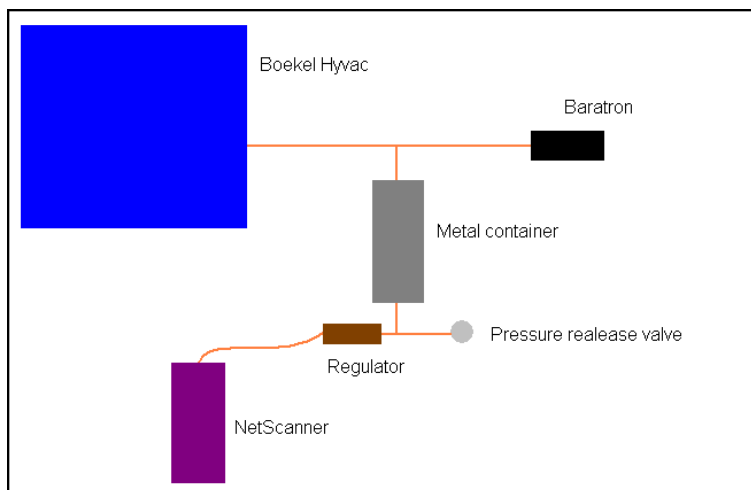 Boekel Hyvac
Baratron
Metal container
Pressure realease valve
Regulator
NetScanner